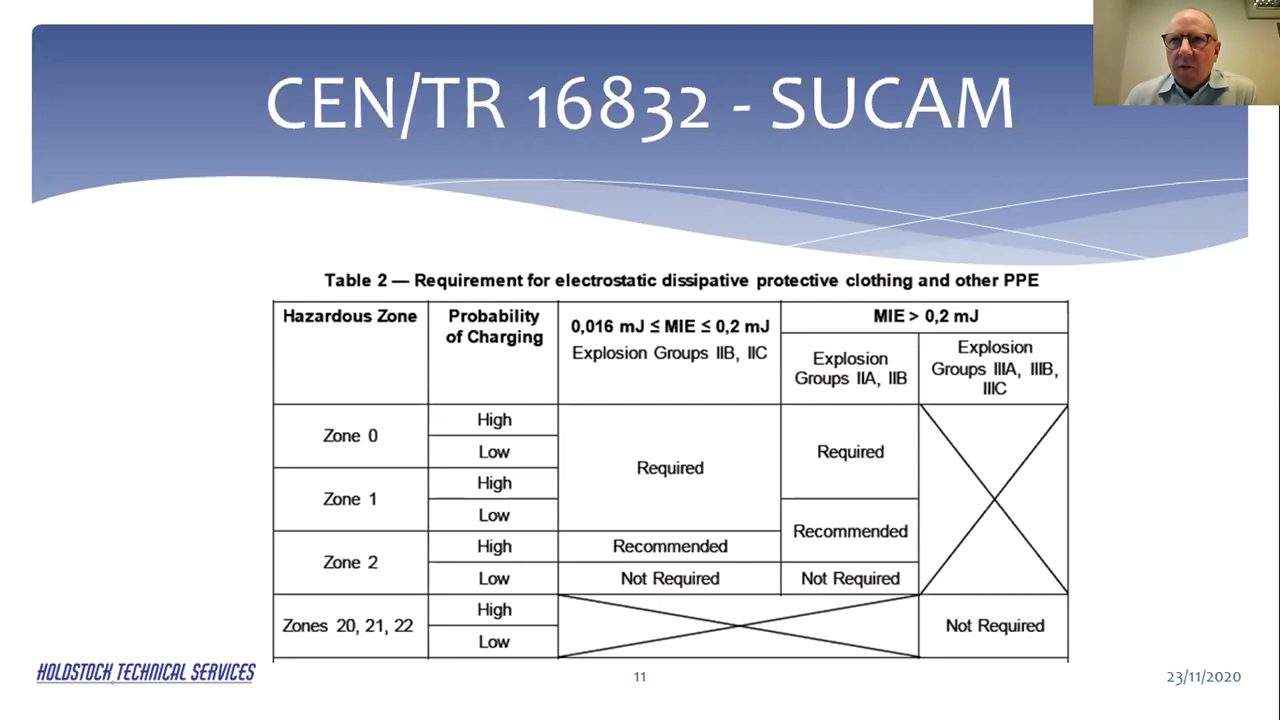 CEN/TR 16832 - SUCAM
Table 2 — Requirement for electrostatic dissipative protective clothing and other PPE
Hazardous Zone
Probability
of Charging
0,016 mJ ≤ MIE ≤ 0,2 mJ
Explosion Groups IIB, IIC
MIE > 0,2 mJ
Explosion
Groups IIA, IIB
Explosion
Groups IIIA, IIIB,
IIIC
Zone 0
High
Low
Required
Required
Zone 1
High
Low
Recommended
Zone 2
High
Recommended
Low
Not Required
Not Required
Zones 20, 21, 22
High
Low
Not Required
HOLDSTOCK TECHNICAL SERVICES
11
23/11/2020